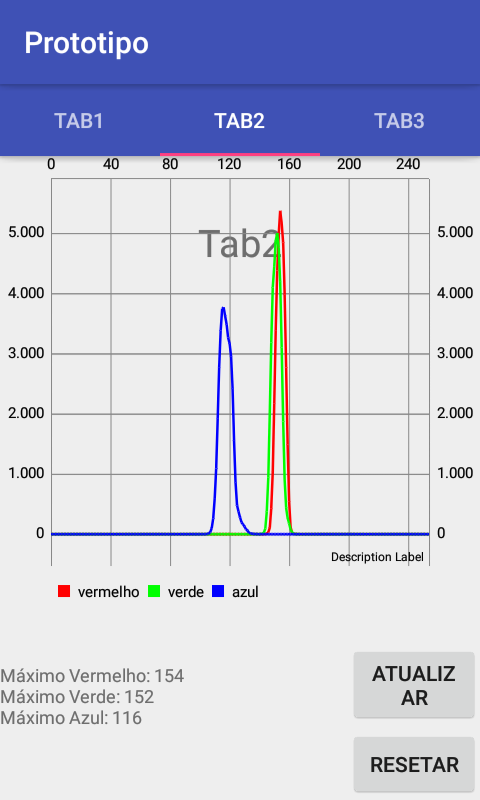 Prototipo
TAB1 TAB2 TAB3
0 40 80 120 160 200 240
5.000 Tab2 5.000
4.000 4.000
3.000 3.000
2.000 2.000
1.000 1.000
0 0
Description Label
vermelho verde azul
Máximo Vermelho: 154
Máximo Verde: 152
Máximo Azul: 116
ATUALIZ
AR
RESETAR